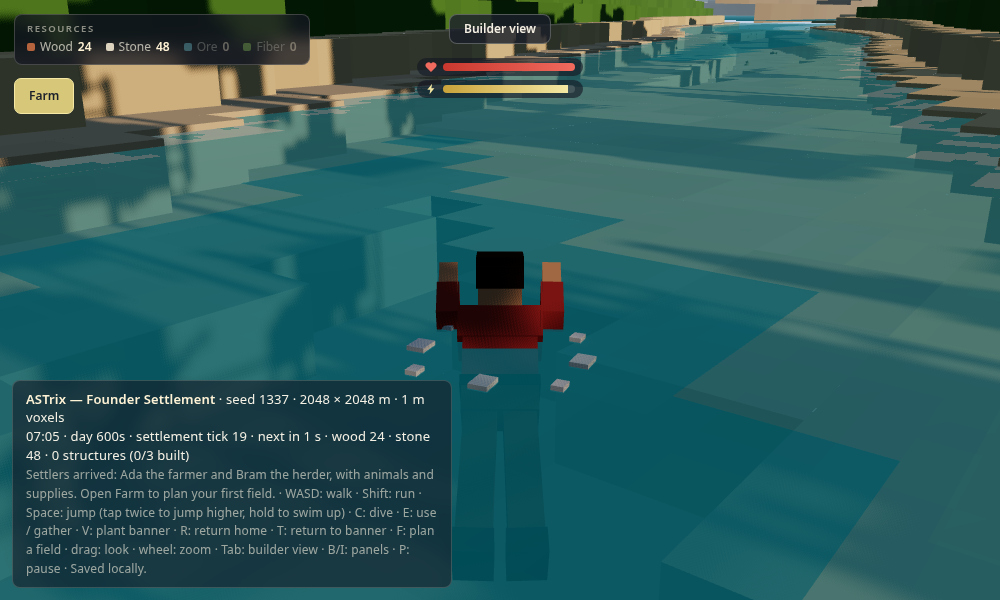 RESOURCES
Wood 24 Stone 48 Ore 0 Fiber 0
Builder view
Farm
ASTrix — Founder Settlement · seed 1337 · 2048 × 2048 m · 1 m
voxels
07:05 · day 600s · settlement tick 19 · next in 1 s · wood 24 · stone
48 · 0 structures (0/3 built)
Settlers arrived: Ada the farmer and Bram the herder, with animals and
supplies. Open Farm to plan your first field. · WASD: walk · Shift: run ·
Space: jump (tap twice to jump higher, hold to swim up) · C: dive · E: use
/ gather · V: plant banner · R: return home · T: return to banner · F: plan
a field · drag: look · wheel: zoom · Tab: builder view · B/I: panels · P:
pause · Saved locally.